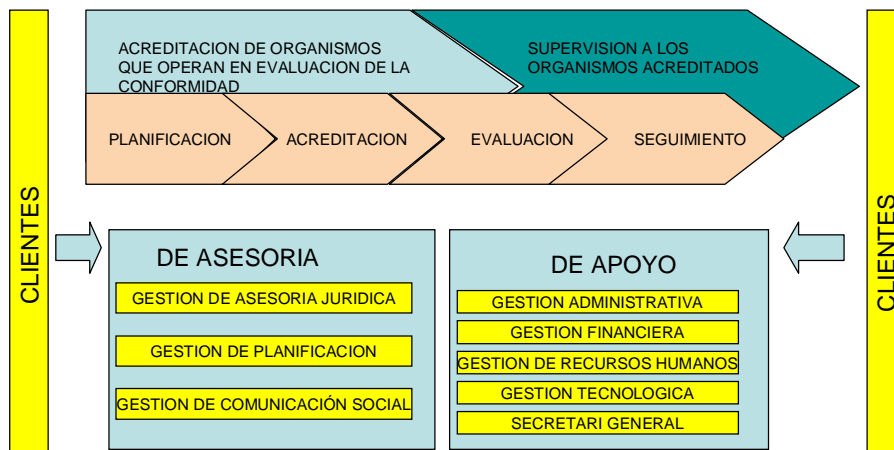 CLIENTES
ACREDITACION DE ORGANISMOS
QUE OPERAN EN EVALUACION DE LA
CONFORMIDAD
SUPERVISION A LOS
ORGANISMOS ACREDITADOS
PLANIFICACION
ACREDITACION
EVALUACION
SEGUIMIENTO
DE ASESORIA
GESTION DE ASESORIA JURIDICA
GESTION DE PLANIFICACION
GESTION DE COMUNICACIÓN SOCIAL
DE APOYO
GESTION ADMINISTRATIVA
GESTION FINANCIERA
GESTION DE RECURSOS HUMANOS
GESTION TECNOLOGICA
SECRETARI GENERAL
CLIENTES